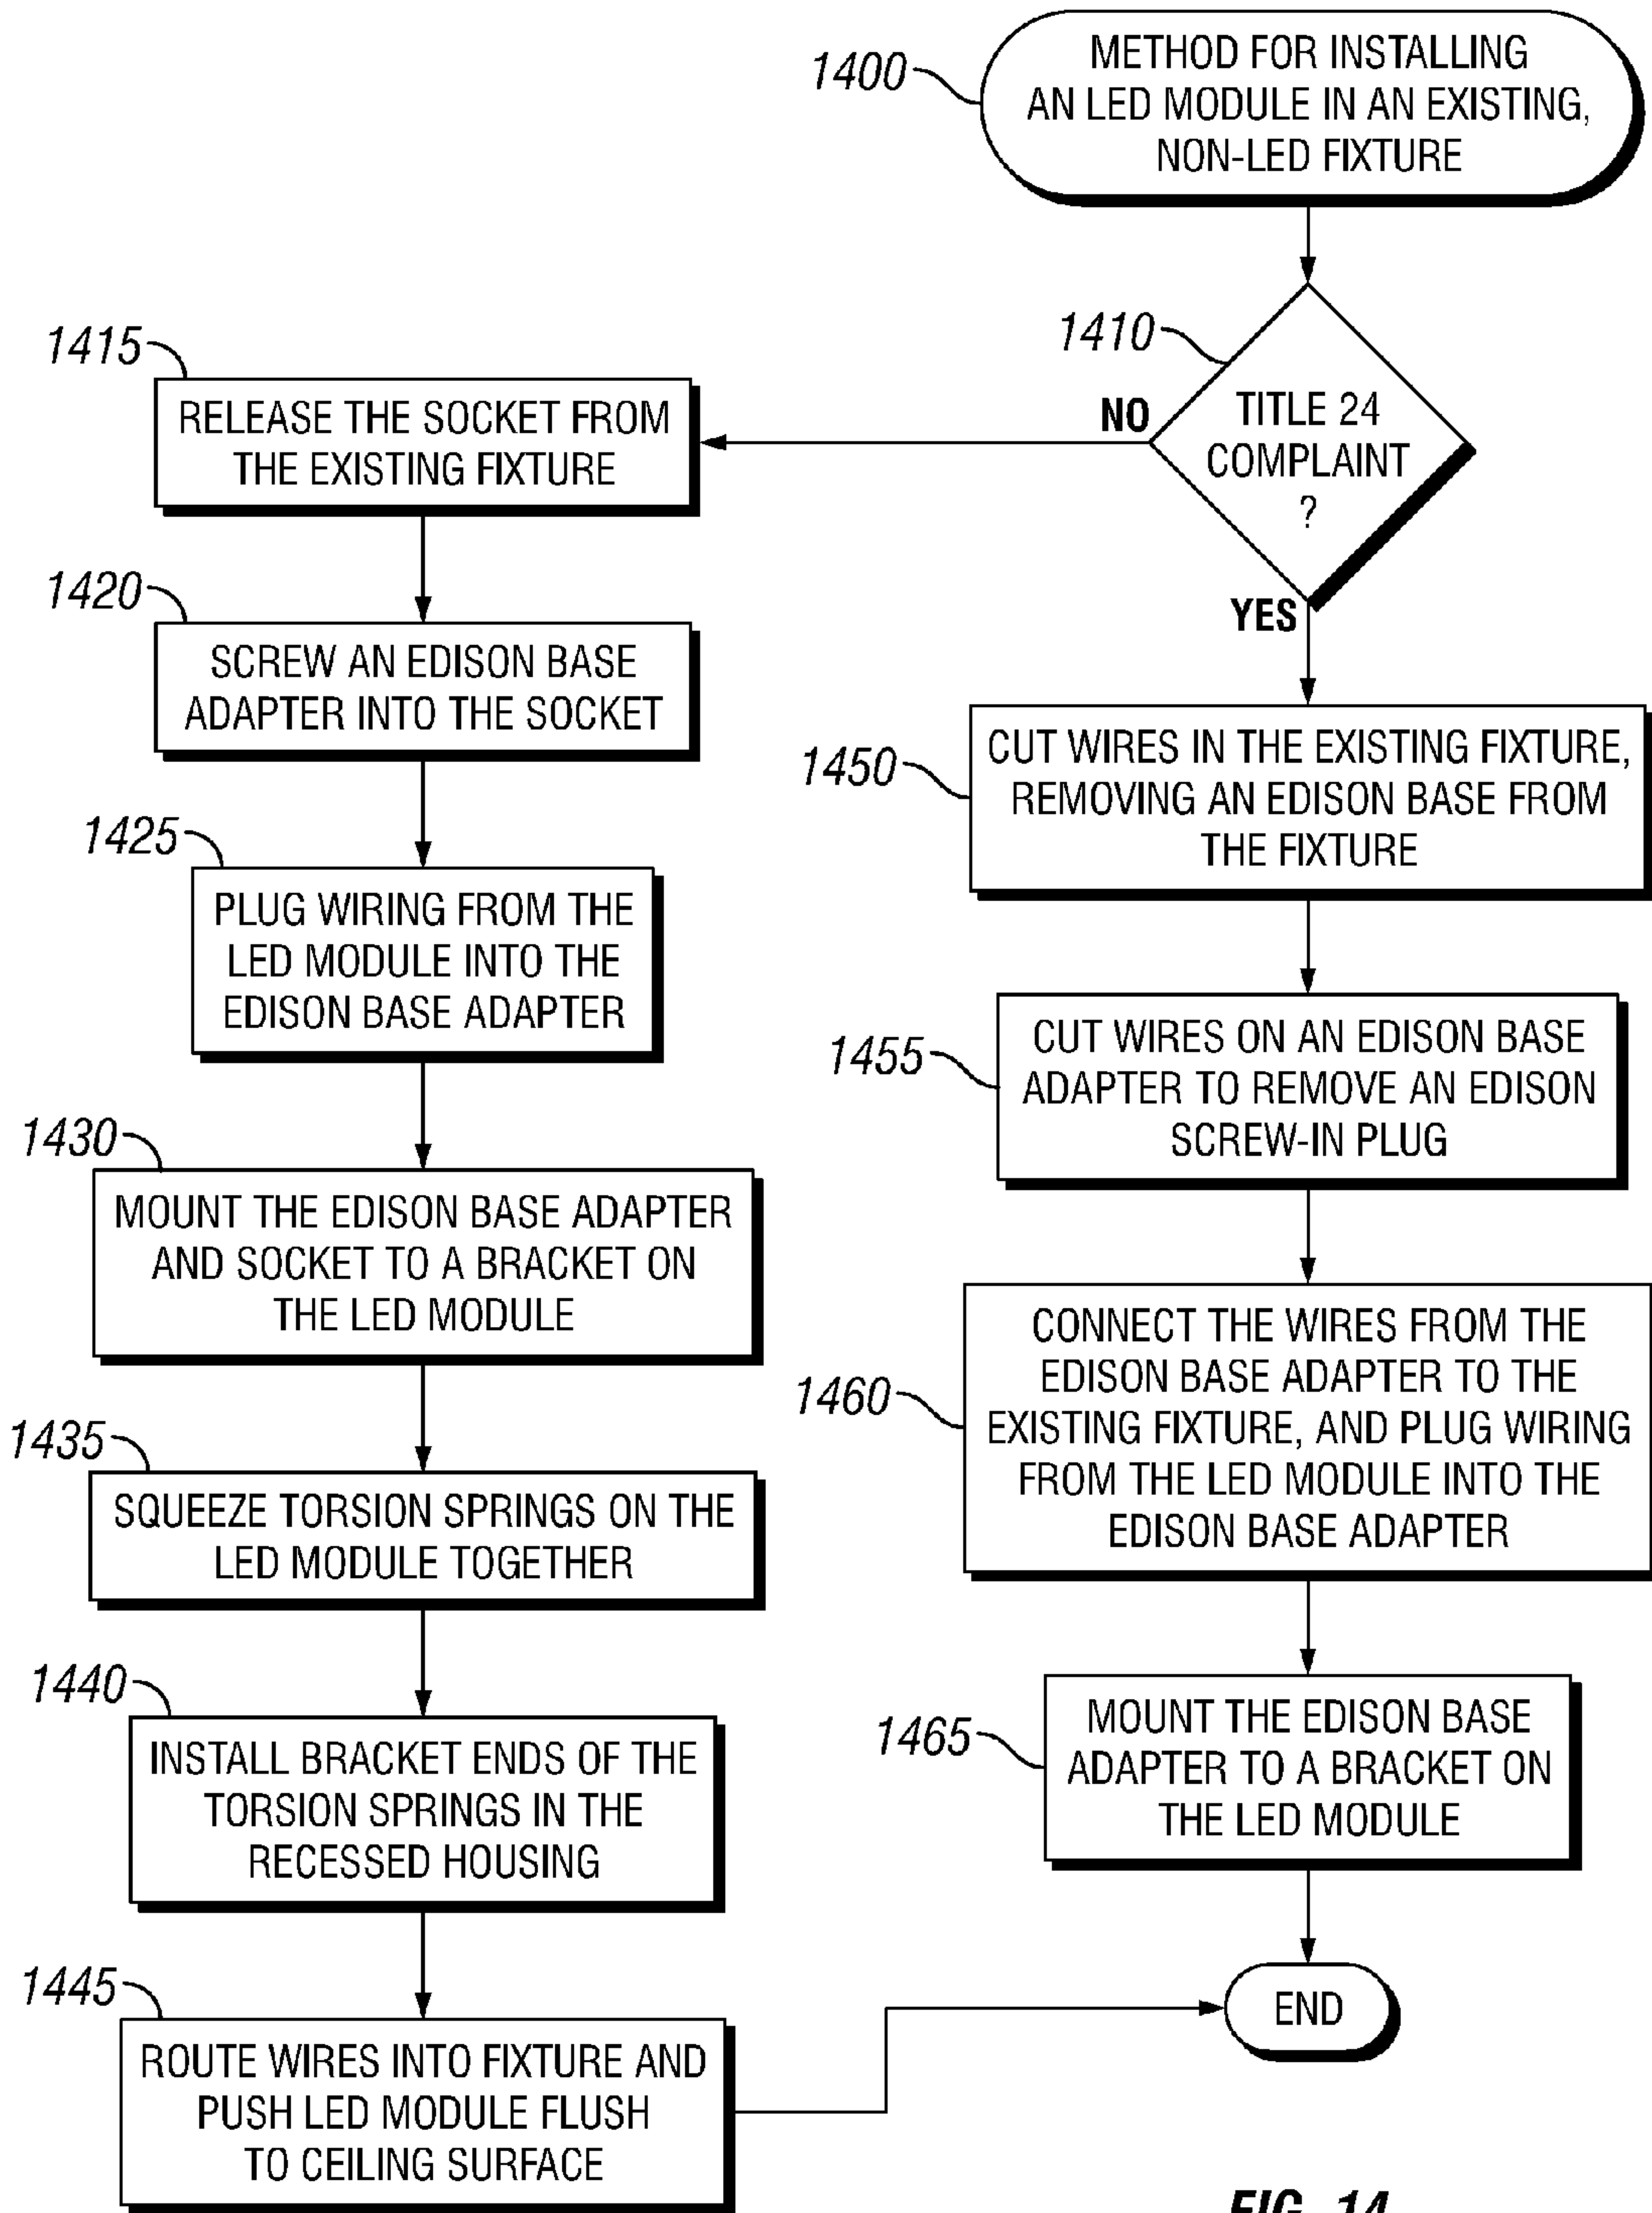 1400
METHOD FOR INSTALLING
AN LED MODULE IN AN EXISTING,
NON-LED FIXTURE
1410
TITLE 24
COMPLAINT
?
NO
YES
1415
RELEASE THE SOCKET FROM
THE EXISTING FIXTURE
1420
SCREW AN EDISON BASE
ADAPTER INTO THE SOCKET
1425
PLUG WIRING FROM THE
LED MODULE INTO THE
EDISON BASE ADAPTER
1430
MOUNT THE EDISON BASE ADAPTER
AND SOCKET TO A BRACKET ON
THE LED MODULE
1435
SQUEEZE TORSION SPRINGS ON THE
LED MODULE TOGETHER
1440
INSTALL BRACKET ENDS OF THE
TORSION SPRINGS IN THE
RECESSED HOUSING
1445
ROUTE WIRES INTO FIXTURE AND
PUSH LED MODULE FLUSH
TO CEILING SURFACE
1450
CUT WIRES IN THE EXISTING FIXTURE,
REMOVING AN EDISON BASE FROM
THE FIXTURE
1455
CUT WIRES ON AN EDISON BASE
ADAPTER TO REMOVE AN EDISON
SCREW-IN PLUG
1460
CONNECT THE WIRES FROM THE
EDISON BASE ADAPTER TO THE
EXISTING FIXTURE, AND PLUG WIRING
FROM THE LED MODULE INTO THE
EDISON BASE ADAPTER
1465
MOUNT THE EDISON BASE
ADAPTER TO A BRACKET ON
THE LED MODULE
END
FIG. 14